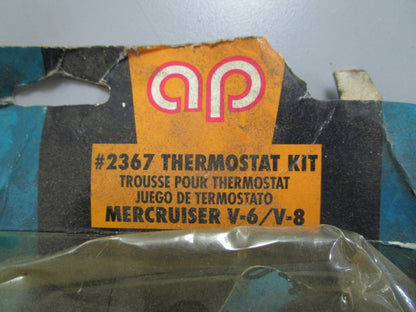 ap
#2367 THERMOSTAT KIT
TROUSSE POUR THERMOSTAT
JUEGO DE TERMOSTATO
MERCRUISER V-6/V-8